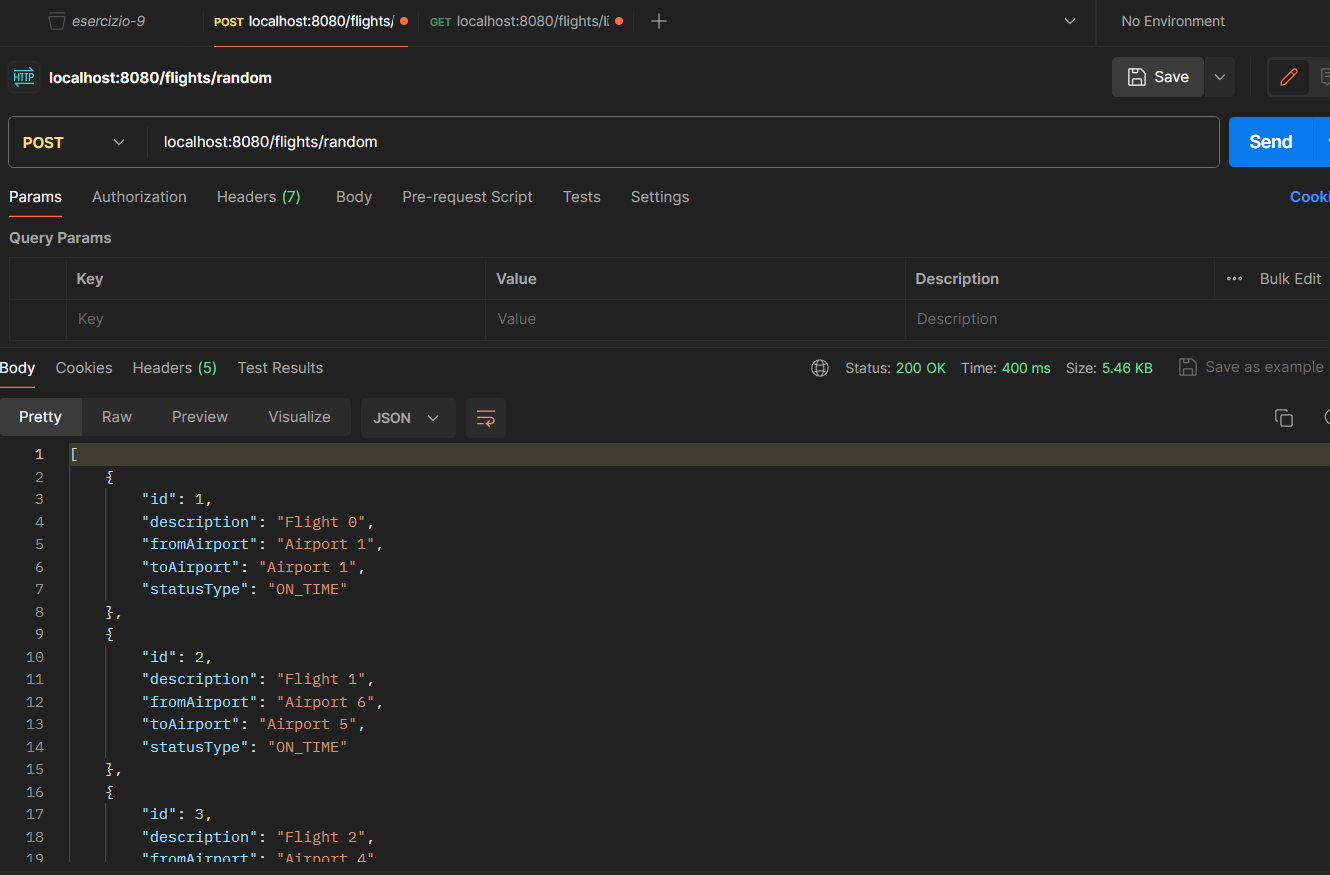 esercizio-9 POST localhost:8080/flights/ GET localhost:8080/flights/li No Environment
HTTP localhost:8080/flights/random Save
POST localhost:8080/flights/random Send
Params Authorization Headers (7) Body Pre-request Script Tests Settings Cooki
Query Params
Key Value Description Bulk Edit
Key Value Description
Body Cookies Headers (5) Test Results Status: 200 OK Time: 400 ms Size: 5.46 KB Save as example
Pretty Raw Preview Visualize JSON
1 [
2 {
3 "id": 1,
4 "description": "Flight 0",
5 "fromAirport": "Airport 1",
6 "toAirport": "Airport 1",
7 "statusType": "ON_TIME"
8 },
9 {
10 "id": 2,
11 "description": "Flight 1",
12 "fromAirport": "Airport 6",
13 "toAirport": "Airport 5",
14 "statusType": "ON_TIME"
15 },
16 {
17 "id": 3,
18 "description": "Flight 2",
19 "fromAirport": "Airport 4"